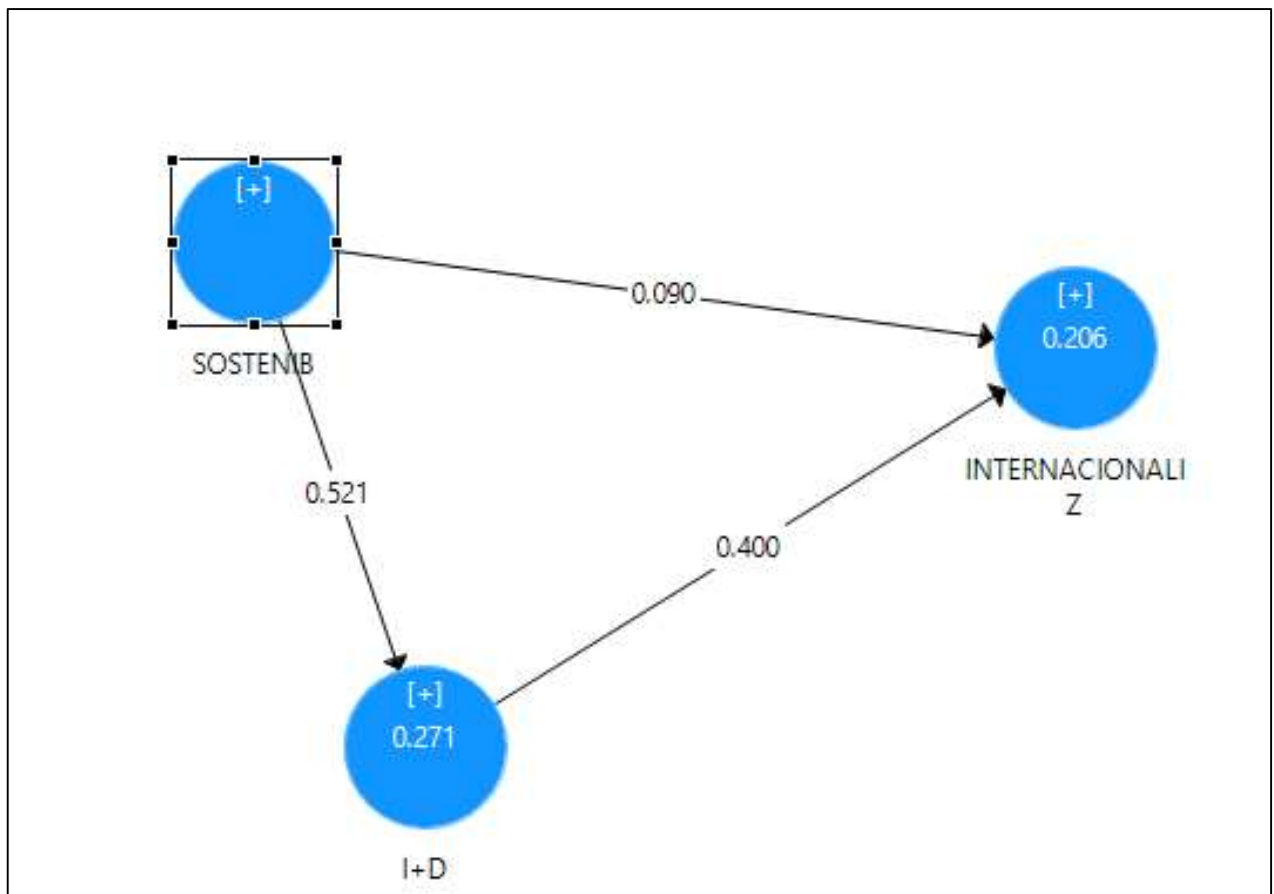 [+]
SOSTENIB
0.090
[+]
0.206
INTERNACIONALI
Z
0.521
0.400
[+]
0.271
I+D